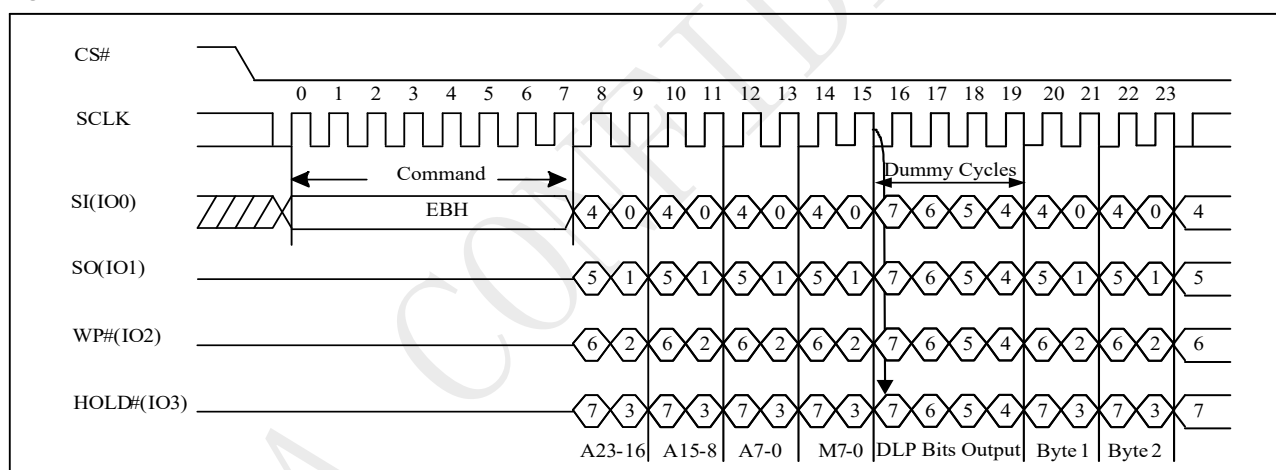 CS#
0 1 2 3 4 5 6 7 8 9 10 11 12 13 14 15 16 17 18 19 20 21 22 23
SCLK
Command
Dummy Cycles
SI(IO0)
EBH
4 0 4 0 4 0 4 0 7 6 5 4 4 0 4 0 4
SO(IO1)
5 1 5 1 5 1 5 1 7 6 5 4 5 1 5 1 5
WP#(IO2)
6 2 6 2 6 2 6 2 7 6 5 4 6 2 6 2 6
HOLD#(IO3)
7 3 7 3 7 3 7 3 7 6 5 4 7 3 7 3 7
A23-16 A15-8 A7-0 M7-0 DLP Bits Output Byte 1 Byte 2